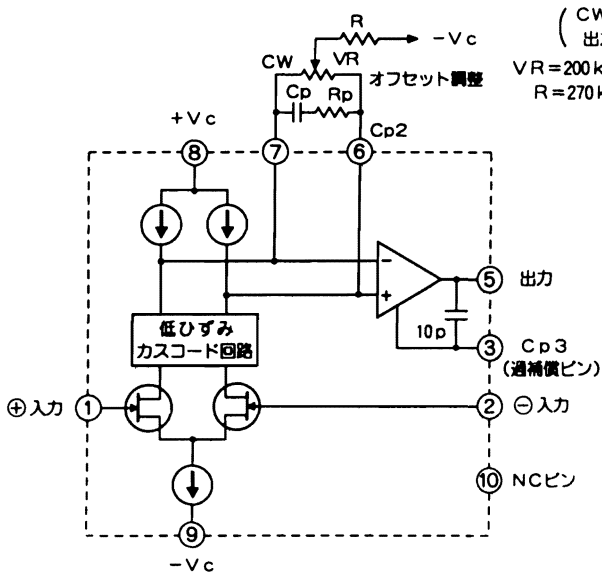 R
－Vc
(CW
出力
CW
VR
オフセット調整
VR＝200k
R＝270k
Cp
Rp
＋Vc
Cp2
⑧
⑦
⑥
－
＋
⑤ 出力
10p
③ Cp3
(過補償ピン)
低ひずみ
カスコード回路
⊕入力 ①
② ⊖入力
⑩ NCピン
⑨
－Vc